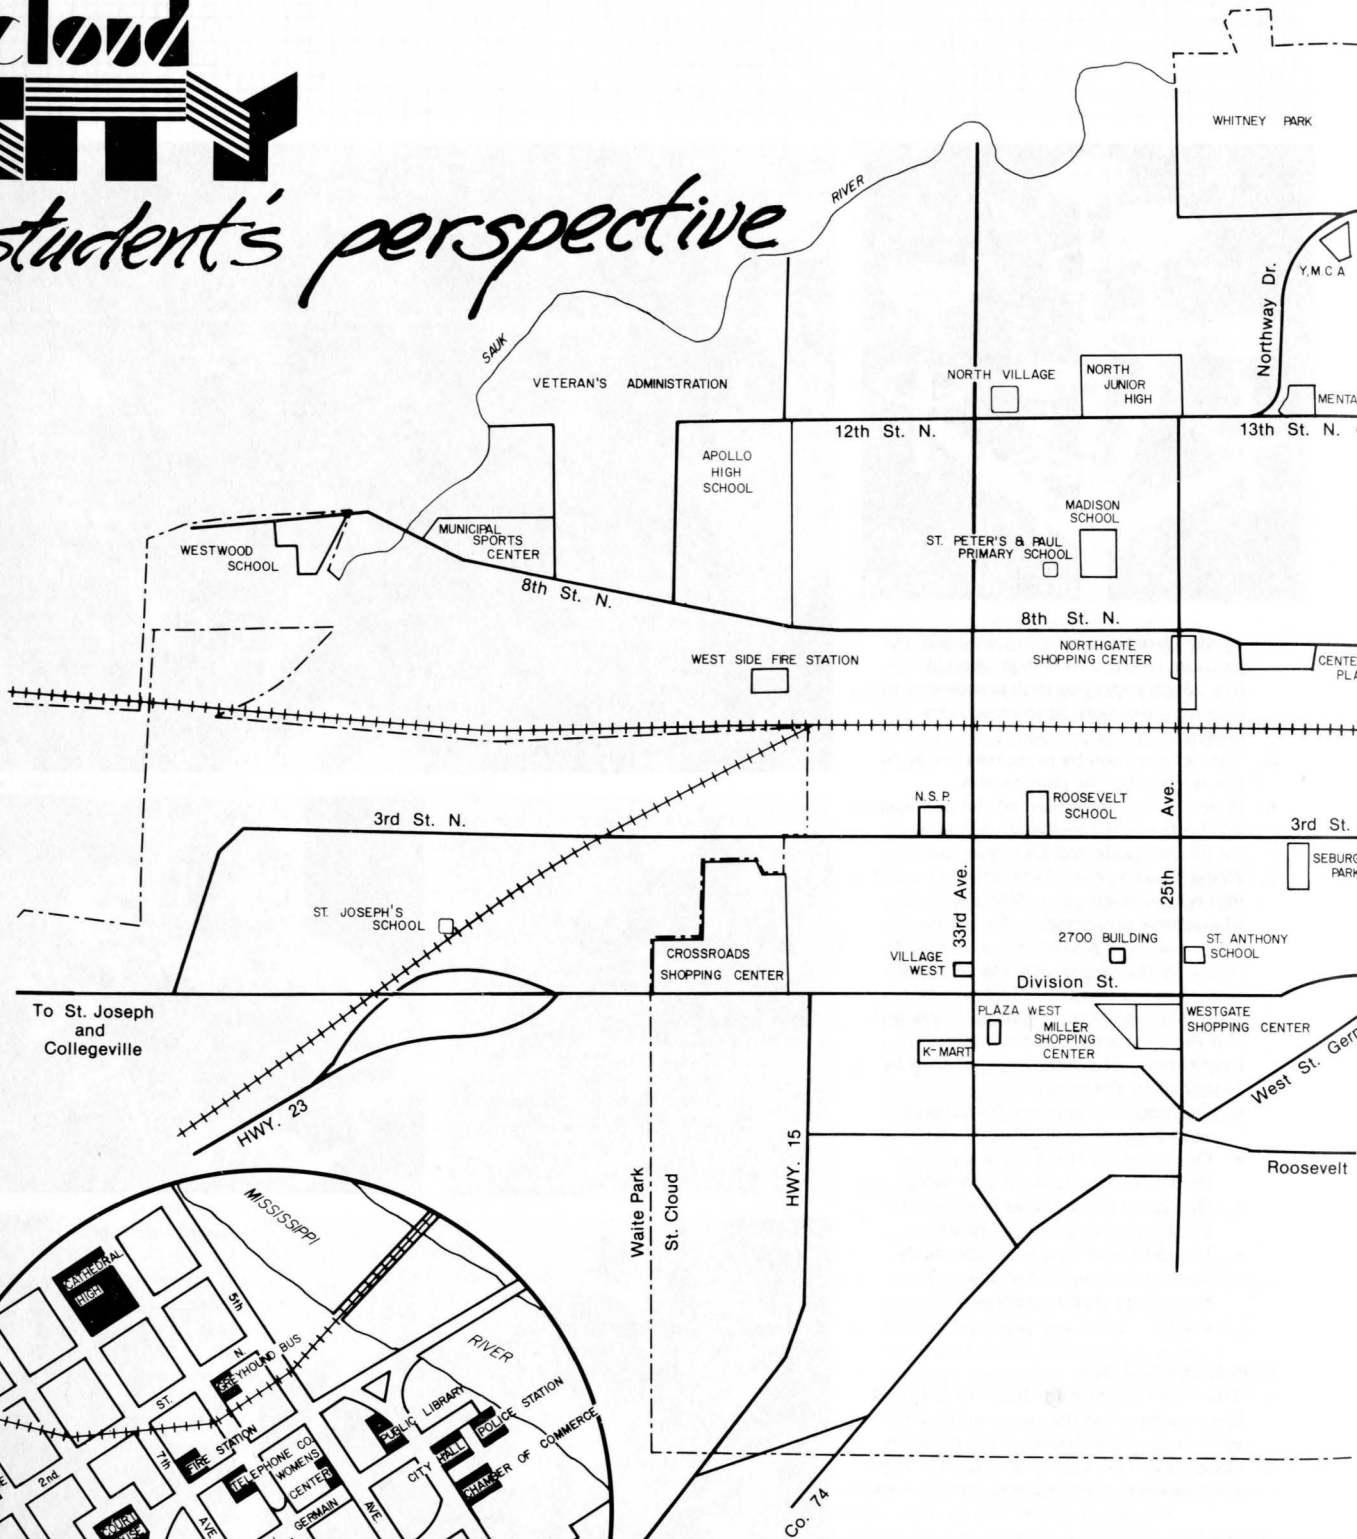 cloud
CITY
student's perspective
WHITNEY PARK
RIVER
Y.M.C.A
Northway Dr.
SAUK
VETERAN'S ADMINISTRATION
NORTH VILLAGE
NORTH
JUNIOR
HIGH
12th St. N.
13th St. N.
APOLLO
HIGH
SCHOOL
MADISON
SCHOOL
MUNICIPAL
SPORTS
CENTER
ST. PETER'S & PAUL
PRIMARY SCHOOL
WESTWOOD
SCHOOL
8th St. N.
8th St. N.
WEST SIDE FIRE STATION
NORTHGATE
SHOPPING CENTER
N.S.P.
ROOSEVELT
SCHOOL
25th Ave.
3rd St. N.
3rd St.
33rd Ave.
ST. JOSEPH'S
SCHOOL
CROSSROADS
SHOPPING CENTER
VILLAGE
WEST
2700 BUILDING
ST. ANTHONY
SCHOOL
Division St.
To St. Joseph
and
Collegeville
PLAZA WEST
MILLER
SHOPPING
CENTER
WESTGATE
SHOPPING CENTER
K-MART
West St. Germ
HWY. 23
HWY. 15
Roosevelt
Waite Park
St. Cloud
MISSISSIPPI
CATHEDRAL
HIGH
5th
N.
GREYHOUND BUS
RIVER
ST.
PUBLIC LIBRARY
POLICE STATION
FIRE STATION
7th
2nd
TELEPHONE CO.
WOMENS
CENTER
CITY HALL
CHAMBER OF COMMERCE
GERMAIN
AVE
AVE
COURT
Co. 74